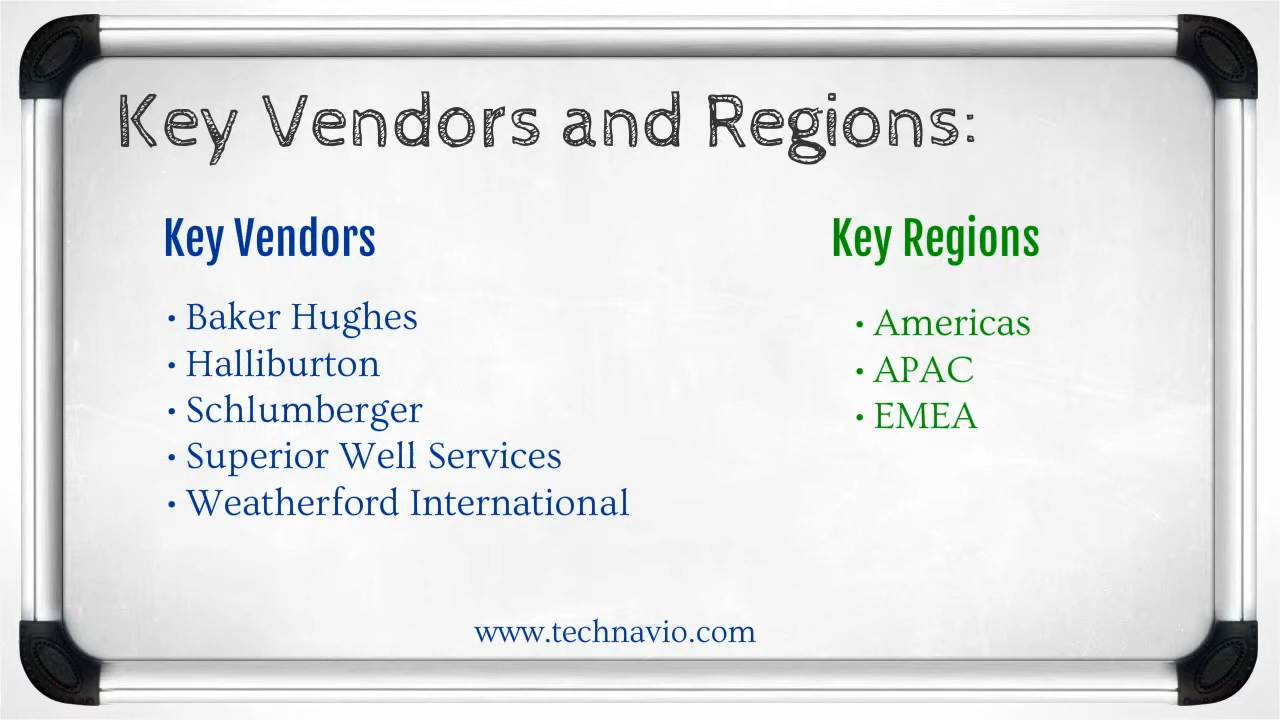 Key Vendors and Regions:
Key Vendors
• Baker Hughes
• Halliburton
• Schlumberger
• Superior Well Services
• Weatherford International
Key Regions
• Americas
• APAC
• EMEA
www.technavio.com